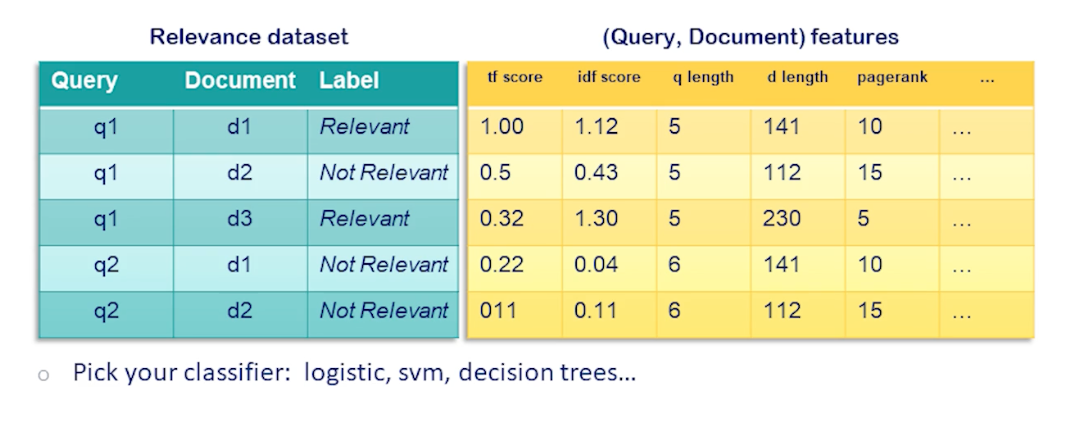 Relevance dataset (Query, Document) features
Query Document Label tf score idf score q length d length pagerank ...
q1 d1 Relevant 1.00 1.12 5 141 10 ...
q1 d2 Not Relevant 0.5 0.43 5 112 15 ...
q1 d3 Relevant 0.32 1.30 5 230 5 ...
q2 d1 Not Relevant 0.22 0.04 6 141 10 ...
q2 d2 Not Relevant 011 0.11 6 112 15 ...
○ Pick your classifier: logistic, svm, decision trees...